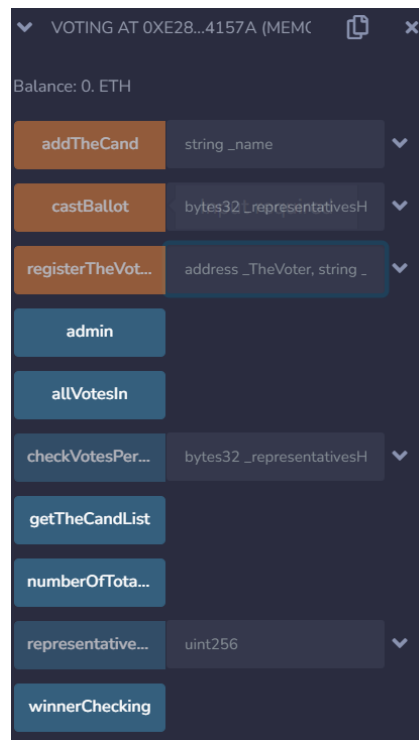 VOTING AT 0XE28...4157A (MEMO
Balance: 0. ETH
addTheCand string _name
castBallot bytes32 _representativesH
registerTheVot... address _TheVoter, string _
admin
allVotesIn
checkVotesPer... bytes32 _representativesH
getTheCandList
numberOfTota...
representative... uint256
winnerChecking